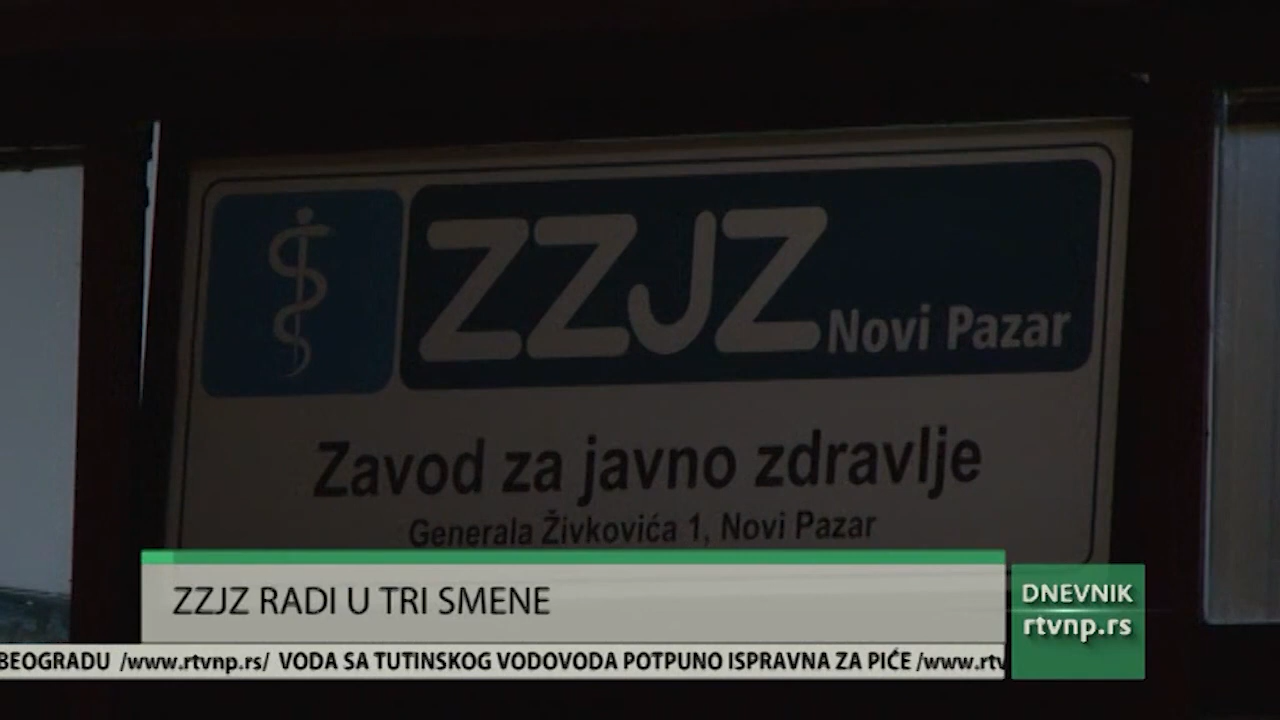 ZZJZ Novi Pazar
Zavod za javno zdravlje
Generala Živkovića 1, Novi Pazar
ZZJZ RADI U TRI SMENE
DNEVNIK
rtvnp.rs
BEOGRADU /www.rtvnp.rs/ VODA SA TUTINSKOG VODOVODA POTPUNO ISPRAVNA ZA PIĆE /www.rtv